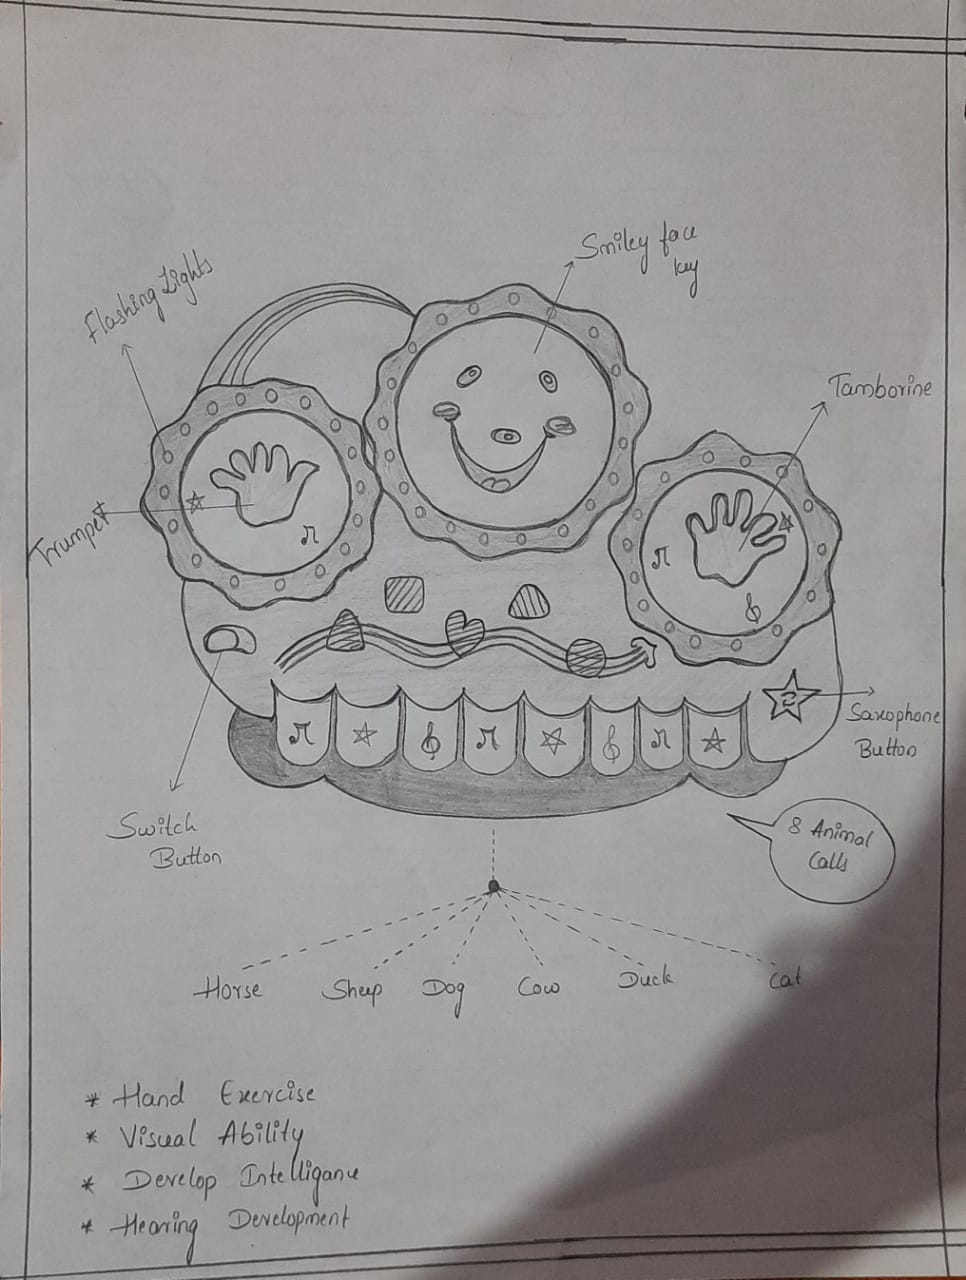 Smiley face
key
Flashing Lights
Tamborine
Trumpet
Saxophone
Button
2
Switch
Button
8 Animal
Calls
Horse Sheep Dog Cow Duck Cat
* Hand Exercise
* Visual Ability
* Develop Intelligance
* Hearing Development